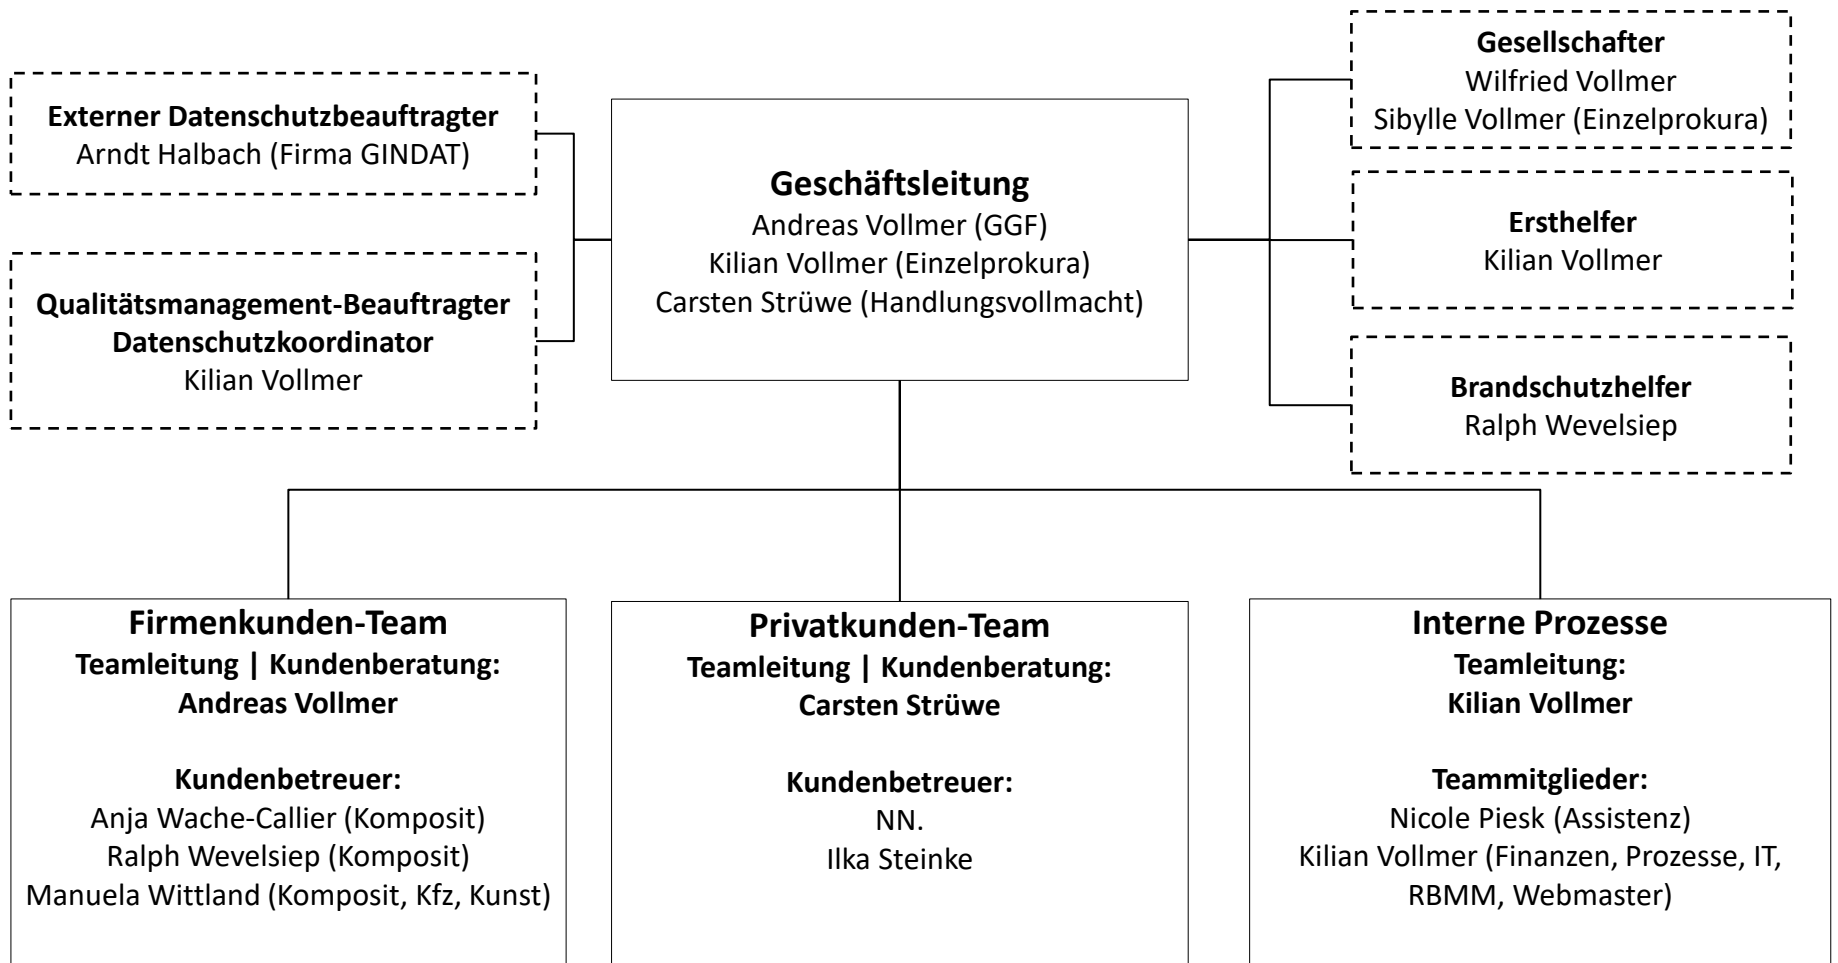 Externer Datenschutzbeauftragter
Arndt Halbach (Firma GINDAT)
Qualitätsmanagement-Beauftragter
Datenschutzkoordinator
Kilian Vollmer
Geschäftsleitung
Andreas Vollmer (GGF)
Kilian Vollmer (Einzelprokura)
Carsten Strüwe (Handlungsvollmacht)
Gesellschafter
Wilfried Vollmer
Sibylle Vollmer (Einzelprokura)
Ersthelfer
Kilian Vollmer
Brandschutzhelfer
Ralph Wevelsiep
Firmenkunden-Team
Teamleitung | Kundenberatung:
Andreas Vollmer
Kundenbetreuer:
Anja Wache-Callier (Komposit)
Ralph Wevelsiep (Komposit)
Manuela Wittland (Komposit, Kfz, Kunst)
Privatkunden-Team
Teamleitung | Kundenberatung:
Carsten Strüwe
Kundenbetreuer:
NN.
Ilka Steinke
Interne Prozesse
Teamleitung:
Kilian Vollmer
Teammitglieder:
Nicole Piesk (Assistenz)
Kilian Vollmer (Finanzen, Prozesse, IT,
RBMM, Webmaster)